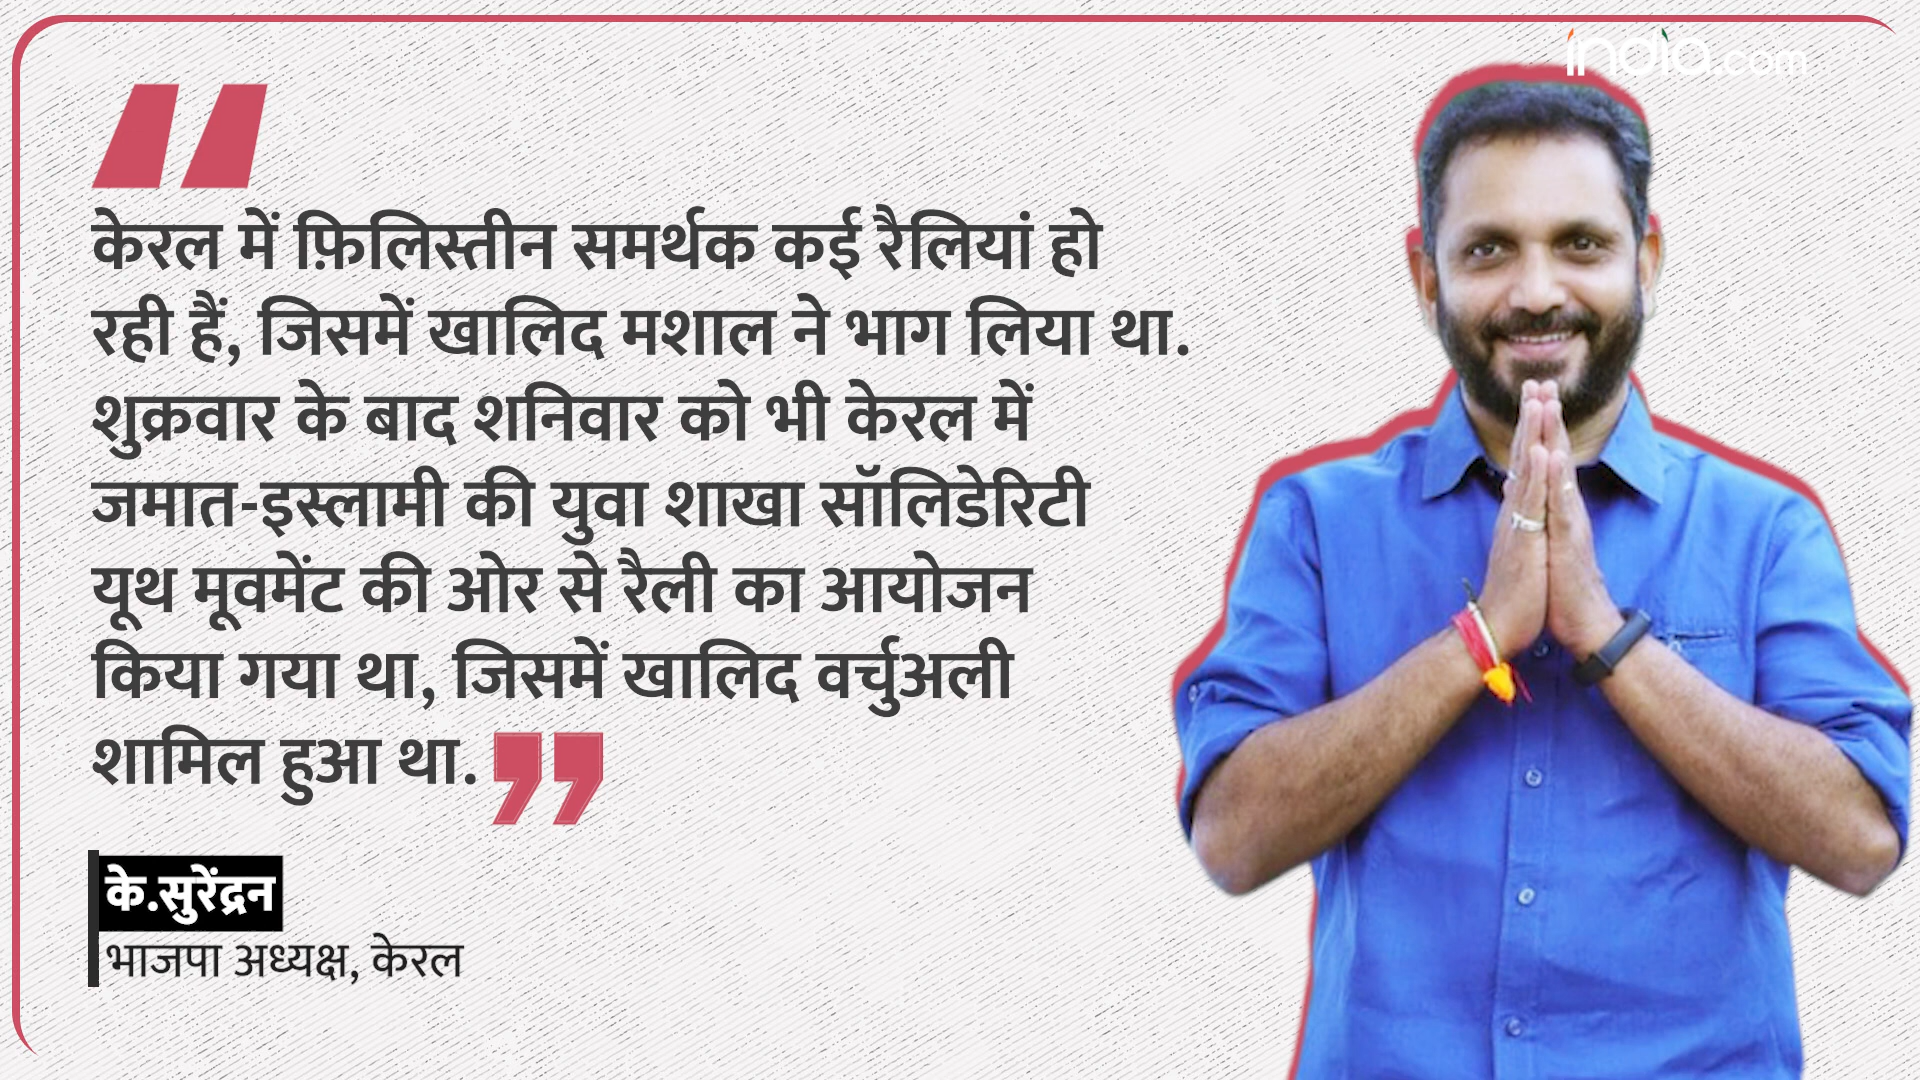 india.com
केरल में फ़िलिस्तीन समर्थक कई रैलियां हो
रही हैं, जिसमें खालिद मशाल ने भाग लिया था.
शुक्रवार के बाद शनिवार को भी केरल में
जमात-इस्लामी की युवा शाखा सॉलिडेरिटी
यूथ मूवमेंट की ओर से रैली का आयोजन
किया गया था, जिसमें खालिद वर्चुअली
शामिल हुआ था.
के.सुरेंद्रन
भाजपा अध्यक्ष, केरल